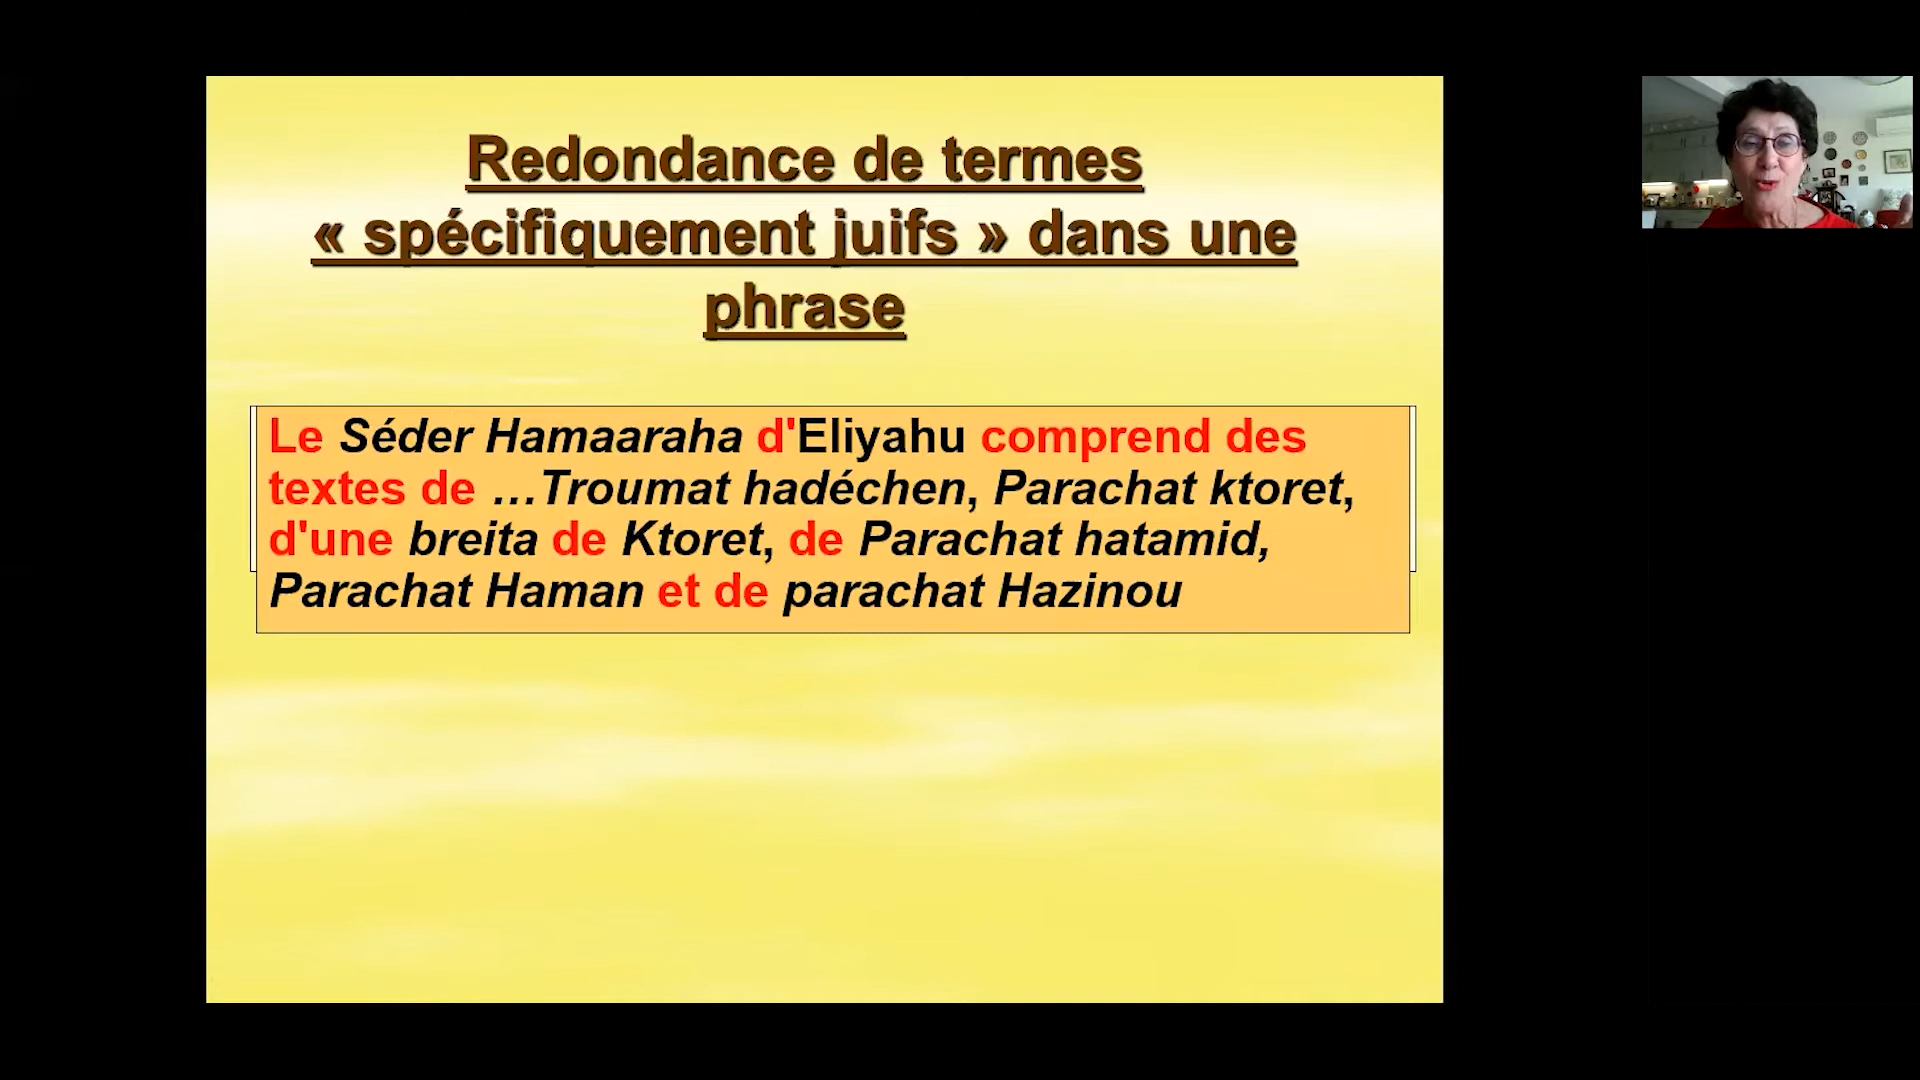 Redondance de termes
« spécifiquement juifs » dans une
phrase
Le Séder Hamaaraha d'Eliyahu comprend des
textes de …Troumat hadéchen, Parachat ktoret,
d'une breita de Ktoret, de Parachat hatamid,
Parachat Haman et de parachat Hazinou